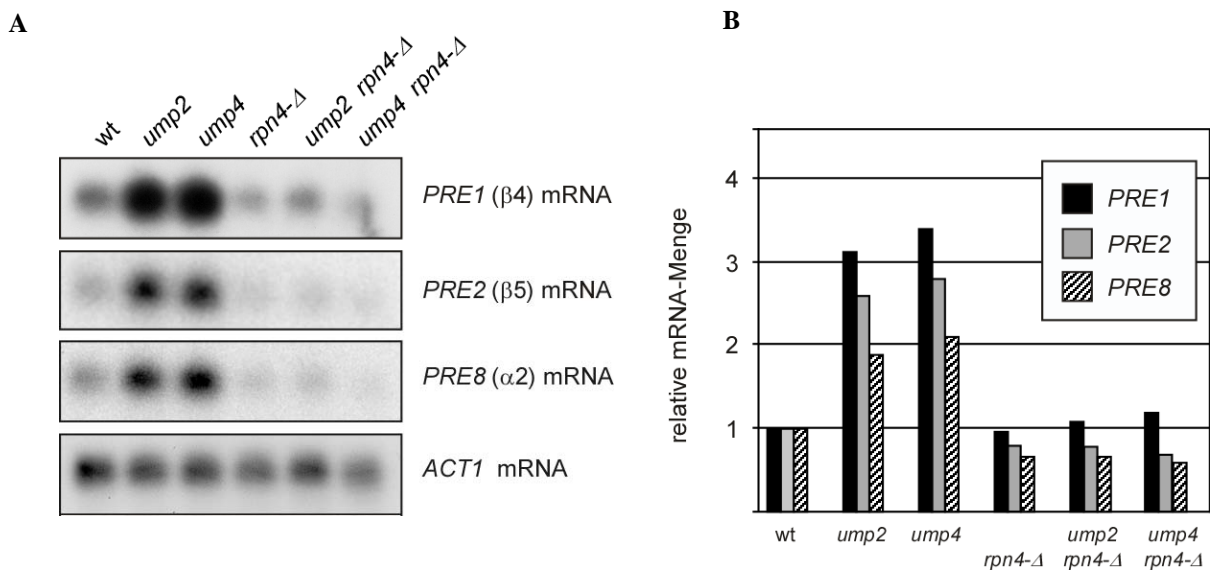 A
wt
ump2
ump4
rpn4-Δ
ump2 rpn4-Δ
ump4 rpn4-Δ
PRE1 (β4) mRNA
PRE2 (β5) mRNA
PRE8 (α2) mRNA
ACT1 mRNA
B
relative mRNA-Menge
4
3
2
1
PRE1
PRE2
PRE8
wt
ump2
ump4
rpn4-Δ
ump2
rpn4-Δ
ump4
rpn4-Δ